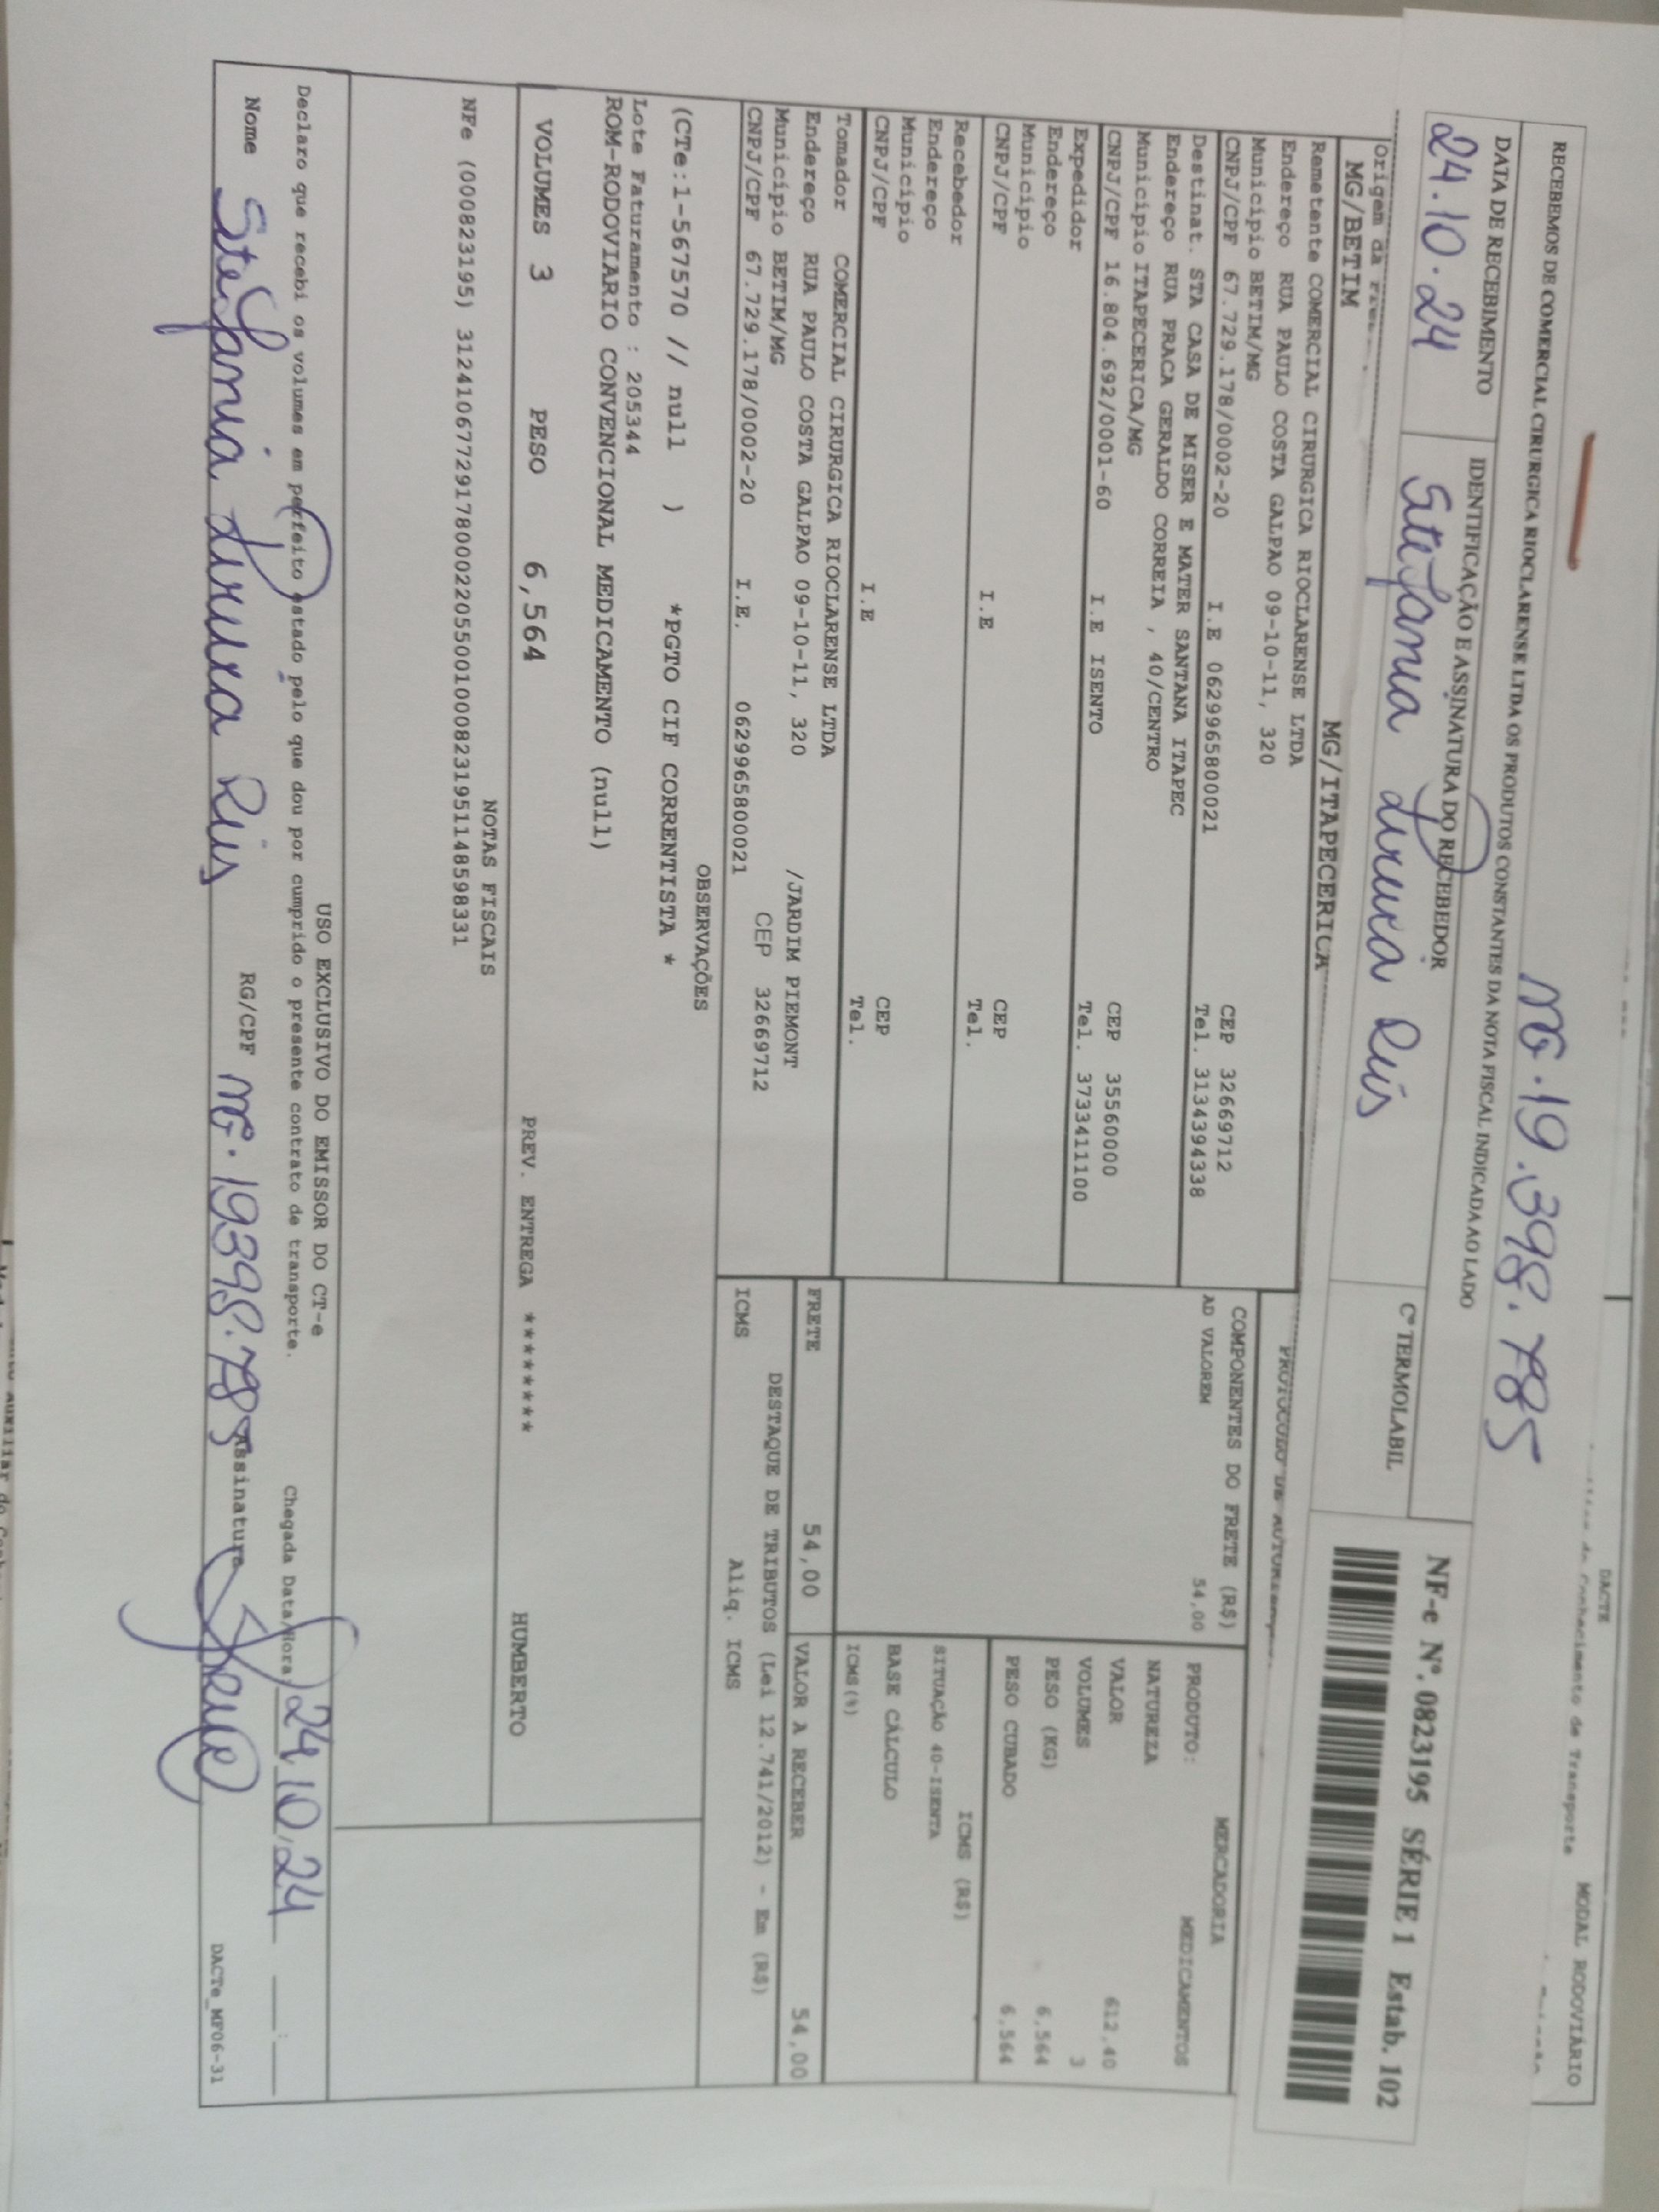 DACTE
MODAL RODOVIÁRIO
de Conhecimento de Transporte
MG.19.398.785
RECEBEMOS DE COMERCIAL CIRURGICA RIOCLARENSE LTDA OS PRODUTOS CONSTANTES DA NOTA FISCAL INDICADA AO LADO
DATA DE RECEBIMENTO
24.10.24
IDENTIFICAÇÃO E ASSINATURA DO RECEBEDOR
Stefania Reis
Cº TERMOLABIL
NF-e Nº. 0823195 SÉRIE 1 Estab. 102
Origem da
MG/BETIM
MG/ITAPECERICA
PROTOCOLO DE
Remetente COMERCIAL CIRURGICA RIOCLARENSE LTDA
Endereço RUA PAULO COSTA GALPAO 09-10-11, 320
Município BETIM/MG CEP 32669712
CNPJ/CPF 67.729.178/0002-20 I.E 0629965800021 Tel. 3134394338
Destinat. STA CASA DE MISER E MATER SANTANA ITAPEC
Endereço RUA PRACA GERALDO CORREIA , 40/CENTRO
Município ITAPECERICA/MG CEP 35560000
CNPJ/CPF 16.804.692/0001-60 I.E ISENTO Tel. 3733411100
Expedidor
Endereço
Município CEP
CNPJ/CPF I.E Tel.
Recebedor
Endereço
Município CEP
CNPJ/CPF I.E Tel.
Tomador COMERCIAL CIRURGICA RIOCLARENSE LTDA
Endereço RUA PAULO COSTA GALPAO 09-10-11, 320 /JARDIM PIEMONT
Município BETIM/MG CEP 32669712
CNPJ/CPF 67.729.178/0002-20 I.E. 0629965800021
COMPONENTES DO FRETE (R$)
AD VALOREM 54,00
MERCADORIA
PRODUTO: MEDICAMENTOS
NATUREZA
VALOR 612,40
VOLUMES 3
PESO (KG) 6,564
PESO CUBADO 6,564
ICMS (R$)
SITUAÇÃO 40-ISENTA
BASE CÁLCULO
ICMS(%)
FRETE 54,00
VALOR A RECEBER 54,00
DESTAQUE DE TRIBUTOS (Lei 12.741/2012) - Em (R$)
ICMS Aliq. ICMS
OBSERVAÇÕES
(CTe:1-567570 // null ) *PGTO CIF CORRENTISTA *
Lote Faturamento : 205344
ROM-RODOVIARIO CONVENCIONAL MEDICAMENTO (null)
VOLUMES 3 PESO 6,564 PREV. ENTREGA ******** HUMBERTO
NOTAS FISCAIS
NFe (000823195) 31241067729178000220550010008231951148598331
USO EXCLUSIVO DO EMISSOR DO CT-e
Declaro que recebi os volumes em perfeito estado pelo que dou por cumprido o presente contrato de transporte.
Chegada Data/Hora 24/10/24
Nome Stefania Reis RG/CPF MG.19398.785 Assinatura
DACTe_MF06-31